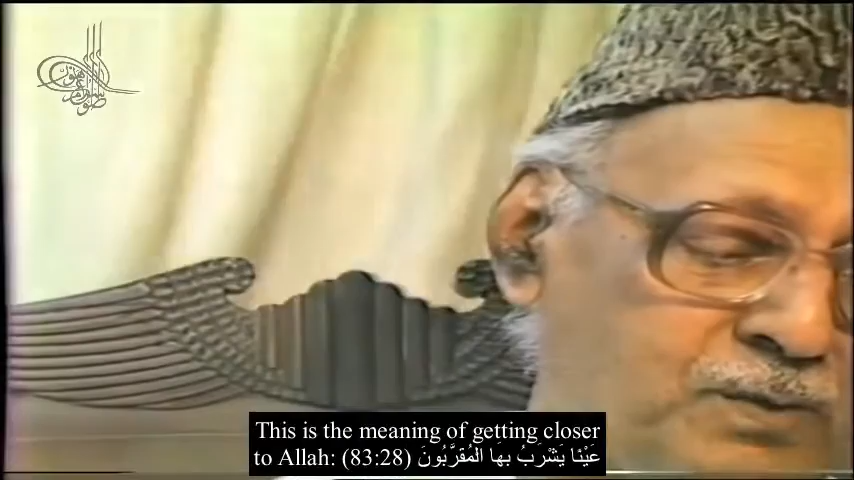 This is the meaning of getting closer
to Allah: (83:28) عَيْنًا يَشْرَبُ بِهَا الْمُقَرَّبُونَ